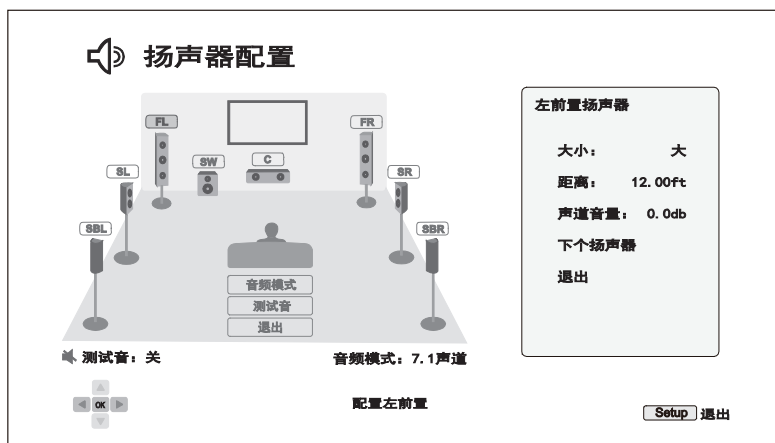 扬声器配置
FL
FR
SW
C
SL
SR
SBL
SBR
音频模式
测试音
退出
测试音：关
音频模式：7.1声道
OK
配置左前置
左前置扬声器
大小： 大
距离： 12.00ft
声道音量： 0.0db
下个扬声器
退出
Setup 退出